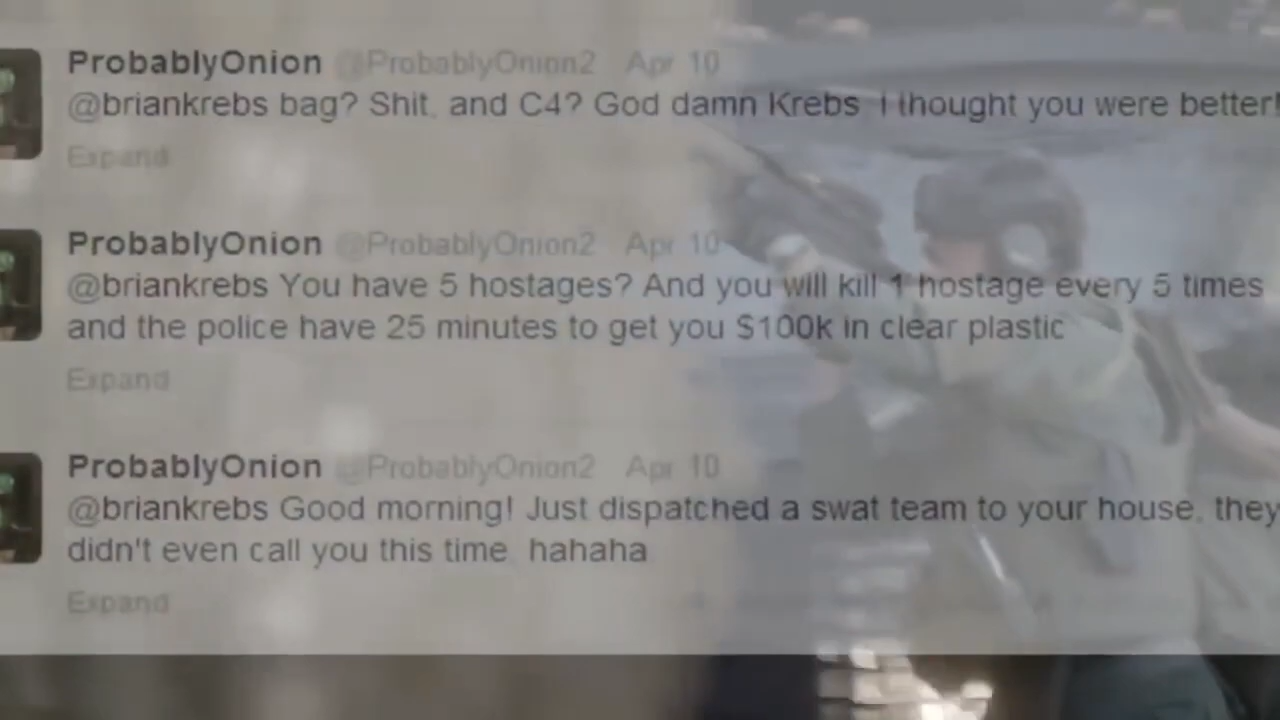 ProbablyOnion @ProbablyOnion2 Apr 10
@briankrebs bag? Shit, and C4? God damn Krebs I thought you were better!
Expand
ProbablyOnion @ProbablyOnion2 Apr 10
@briankrebs You have 5 hostages? And you will kill 1 hostage every 5 times
and the police have 25 minutes to get you $100k in clear plastic
Expand
ProbablyOnion @ProbablyOnion2 Apr 10
@briankrebs Good morning! Just dispatched a swat team to your house, they
didn't even call you this time hahaha
Expand